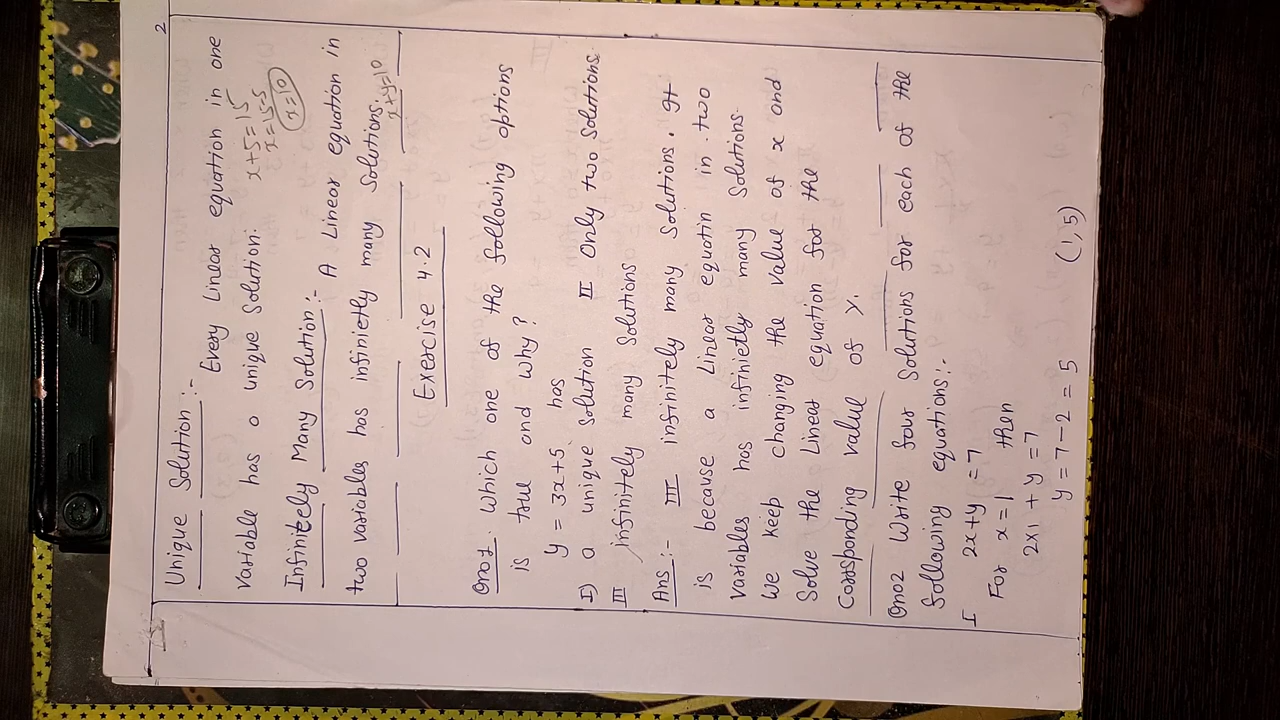 2
Unique Solution:-
Every Linear equation in one
variable has a unique Solution.
x+5=15
x=15-5
x=10
Infinitely Many Solution:- A Linear equation in
two variables has infinietly many Solutions.
x+y=10
Exercise 4.2
Qno1. Which one of the following options
is true and why?
y = 3x+5 has
I) a unique Solution II only two Solutions.
III infinitely many Solutions
Ans:- III infinitely many Solutions. It
is because a Linear equatin in two
variables has infinietly many Solutions.
We keep changing the value of x and
Solve the Linear equation for the
Corrsponding value of y.
Qno2 Write four Solutions for each of the
following equations:-
I 2x+y=7
For x=1 then
2x1 + y = 7
y = 7-2 = 5 (1,5)